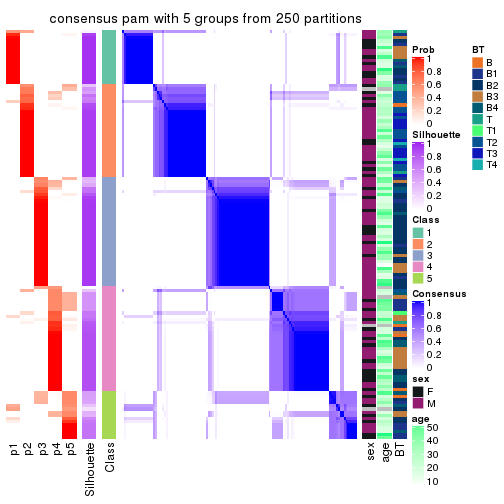 consensus pam with 5 groups from 250 partitions
Prob
1
0.8
0.6
0.4
0.2
0
Silhouette
1
0.8
0.6
0.4
0.2
0
Class
1
2
3
4
5
Consensus
1
0.8
0.6
0.4
0.2
0
sex
F
M
age
50
40
30
20
10
BT
B
B1
B2
B3
B4
T
T1
T2
T3
T4
p1
p2
p3
p4
p5
Silhouette
Class
sex
age
BT